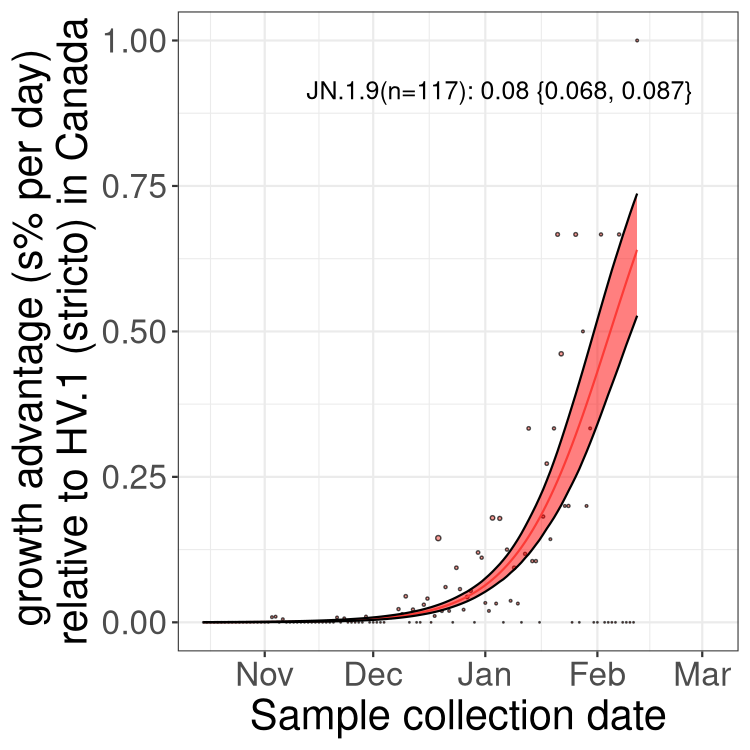 growth advantage (s% per day)
relative to HV.1 (stricto) in Canada
1.00
0.75
0.50
0.25
0.00
JN.1.9(n=117): 0.08 {0.068, 0.087}
Nov Dec Jan Feb Mar
Sample collection date